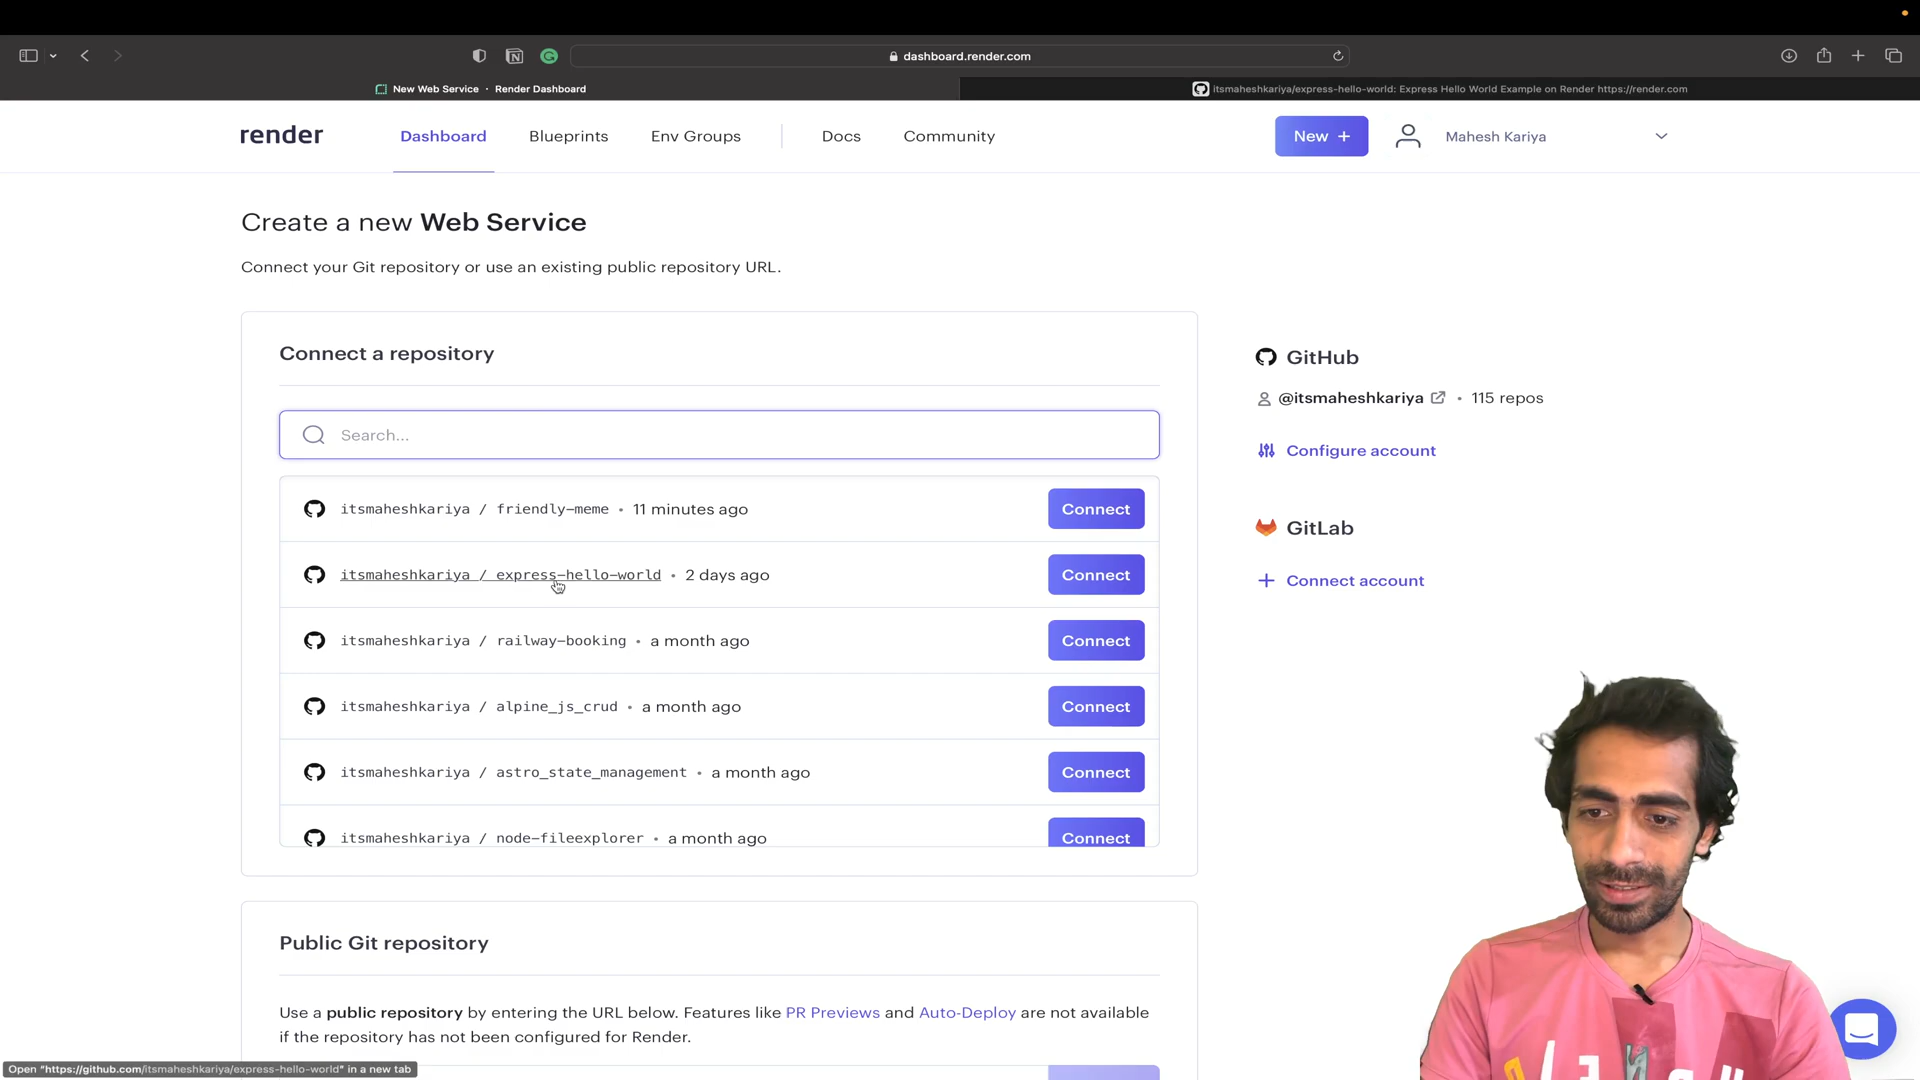 dashboard.render.com
New Web Service · Render Dashboard
itsmaheshkariya/express-hello-world: Express Hello World Example on Render https://render.com
render
Dashboard
Blueprints
Env Groups
Docs
Community
New +
Mahesh Kariya
Create a new Web Service
Connect your Git repository or use an existing public repository URL.
Connect a repository
Search...
itsmaheshkariya / friendly-meme • 11 minutes ago
Connect
itsmaheshkariya / express-hello-world • 2 days ago
Connect
itsmaheshkariya / railway-booking • a month ago
Connect
itsmaheshkariya / alpine_js_crud • a month ago
Connect
itsmaheshkariya / astro_state_management • a month ago
Connect
itsmaheshkariya / node-fileexplorer • a month ago
Connect
GitHub
@itsmaheshkariya • 115 repos
Configure account
GitLab
+ Connect account
Public Git repository
Use a public repository by entering the URL below. Features like PR Previews and Auto-Deploy are not available
if the repository has not been configured for Render.
Open "https://github.com/itsmaheshkariya/express-hello-world" in a new tab